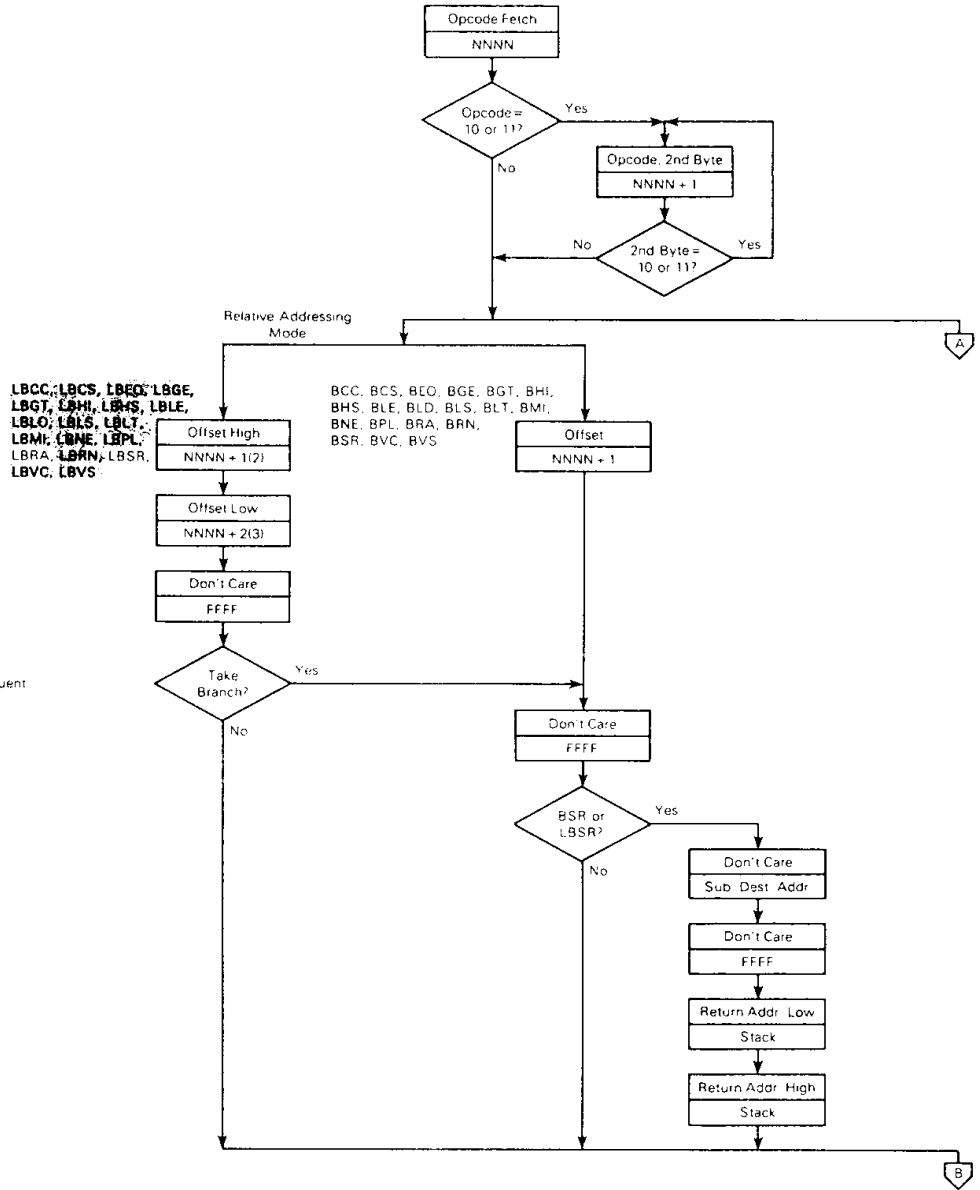 Opcode Fetch
NNNN
Opcode =
10 or 11?
Yes
No
Opcode, 2nd Byte
NNNN + 1
2nd Byte =
10 or 11?
No
Yes
Relative Addressing
Mode
A
LBCC, LBCS, LBEQ, LBGE,
LBGT, LBHI, LBHS, LBLE,
LBLO, LBLS, LBLT,
LBMI, LBNE, LBPL,
LBRA, LBRN, LBSR,
LBVC, LBVS
BCC, BCS, BEQ, BGE, BGT, BHI,
BHS, BLE, BLO, BLS, BLT, BMI,
BNE, BPL, BRA, BRN,
BSR, BVC, BVS
Offset High
NNNN + 1(2)
Offset
NNNN + 1
Offset Low
NNNN + 2(3)
Don't Care
FFFF
Take
Branch?
Yes
No
uent
Don't Care
FFFF
BSR or
LBSR?
Yes
No
Don't Care
Sub Dest Addr
Don't Care
FFFF
Return Addr Low
Stack
Return Addr High
Stack
B